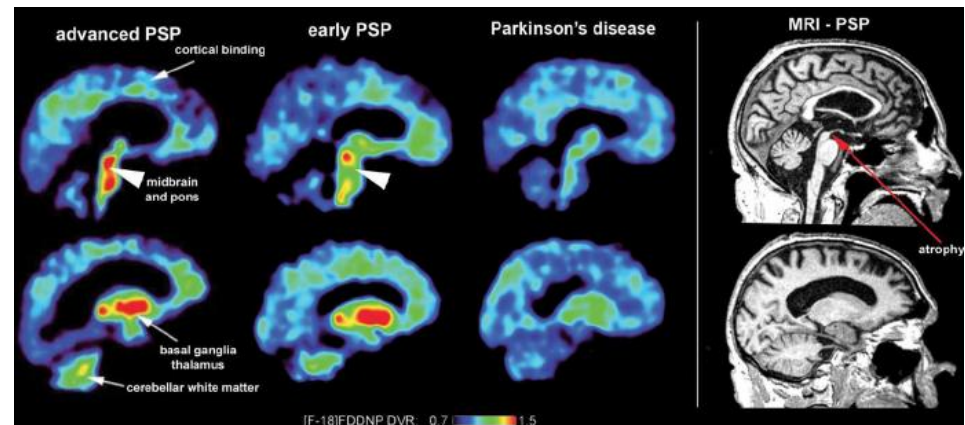 advanced PSP
early PSP
Parkinson's disease
MRI - PSP
cortical binding
midbrain
and pons
atrophy
basal ganglia
thalamus
cerebellar white matter
[F-18]FDDNP DVR: 0.7 1.5